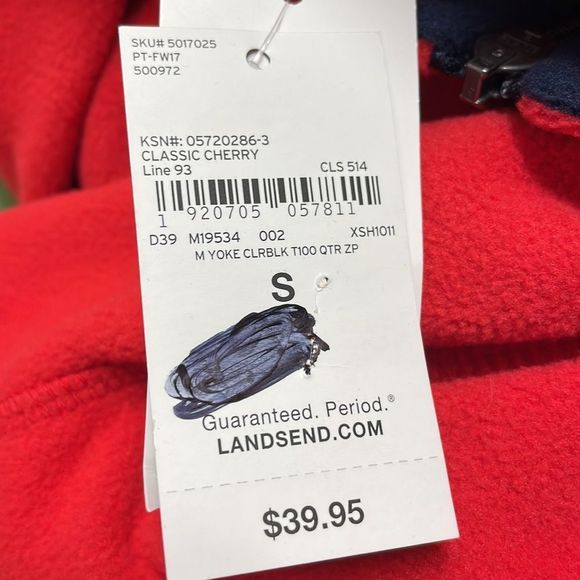 SKU# 5017025
PT-FW17
500972
KSN#: 05720286-3
CLASSIC CHERRY
Line 93 CLS 514
1 920705 057811
D39 M19534 002 XSH1011
M YOKE CLRBLK T100 QTR ZP
S
Guaranteed. Period.®
LANDSEND.COM
$39.95